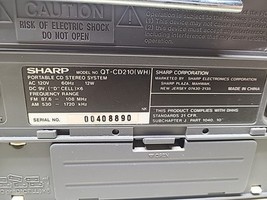 CAUTION
RISK OF ELECTRIC SHOCK
DO NOT OPEN
SHARP MODEL NO QT-CD210(WH)
PORTABLE CD STEREO SYSTEM
AC 120V 60Hz 12W
DC 9V, ("D" CELL)X6
FREQUENCY RANGE
FM 87.6 - 108 MHz
AM 530 - 1720 kHz
SERIAL NO. 00408890
SHARP CORPORATION
MARKETED BY SHARP ELECTRONICS CORPORATION
SHARP PLAZA, MAHWAH,
NEW JERSEY 07430-2135
THIS PRODUCT COMPLIES WITH DHHS
STANDARDS 21 CFR,
SUBCHAPTER J PART 1040. 10